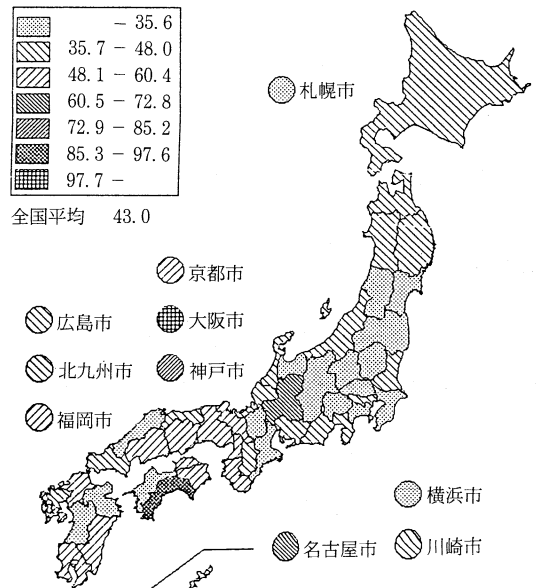 － 35.6
35.7 － 48.0
48.1 － 60.4
60.5 － 72.8
72.9 － 85.2
85.3 － 97.6
97.7 －
全国平均 43.0
札幌市
京都市
広島市
大阪市
北九州市
神戸市
福岡市
横浜市
名古屋市
川崎市